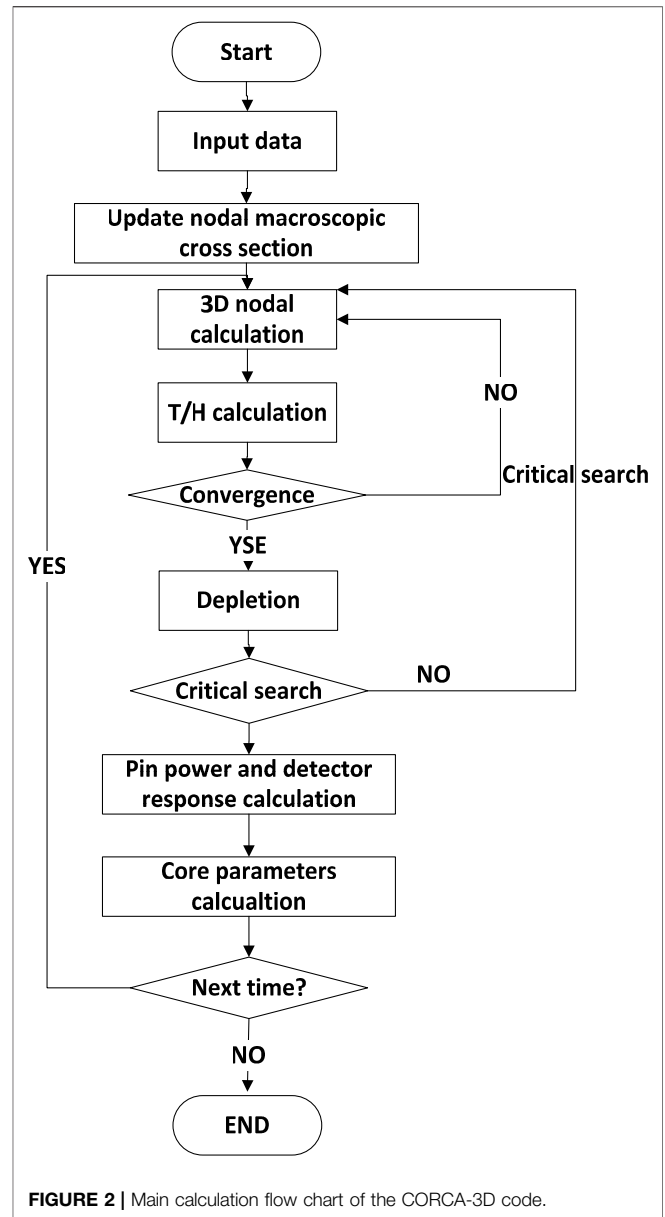 Start
Input data
Update nodal macroscopic
cross section
3D nodal
calculation
T/H calculation
NO
Critical search
Convergence
YSE
YES
Depletion
Critical search
NO
Pin power and detector
response calculation
Core parameters
calcualtion
Next time?
NO
END
FIGURE 2 | Main calculation flow chart of the CORCA-3D code.